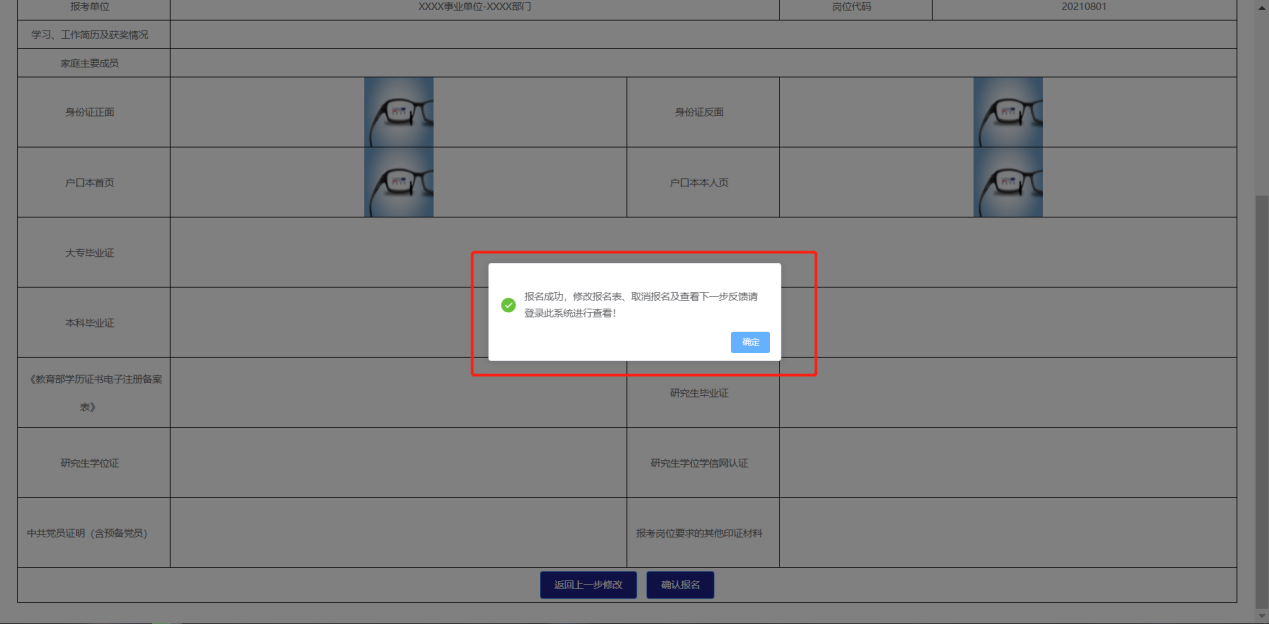 报考单位 XXXX事业单位-XXXX部门 岗位代码 20210801
学习、工作简历及获奖情况
家庭主要成员
身份证正面 身份证反面
户口本首页 户口本本人页
大专毕业证
报名成功，修改报名表、取消报名及查看下一步反馈请
登录此系统进行查看！
确定
本科毕业证
《教育部学历证书电子注册备案
表》
研究生毕业证
研究生学位证 研究生学位学信网认证
中共党员证明（含预备党员） 报考岗位要求的其他印证材料
返回上一步修改 确认报名